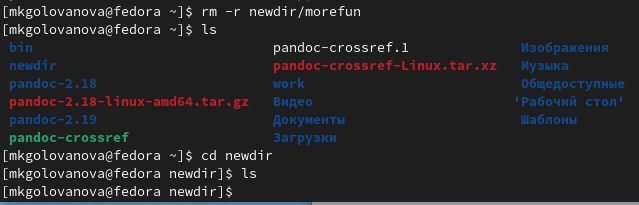 [mkgolovanova@fedora ~]$ rm -r newdir/morefun
[mkgolovanova@fedora ~]$ ls
bin pandoc-crossref.1 Изображения
newdir pandoc-crossref-Linux.tar.xz Музыка
pandoc-2.18 work Общедоступные
pandoc-2.18-linux-amd64.tar.gz Видео 'Рабочий стол'
pandoc-2.19 Документы Шаблоны
pandoc-crossref Загрузки
[mkgolovanova@fedora ~]$ cd newdir
[mkgolovanova@fedora newdir]$ ls
[mkgolovanova@fedora newdir]$